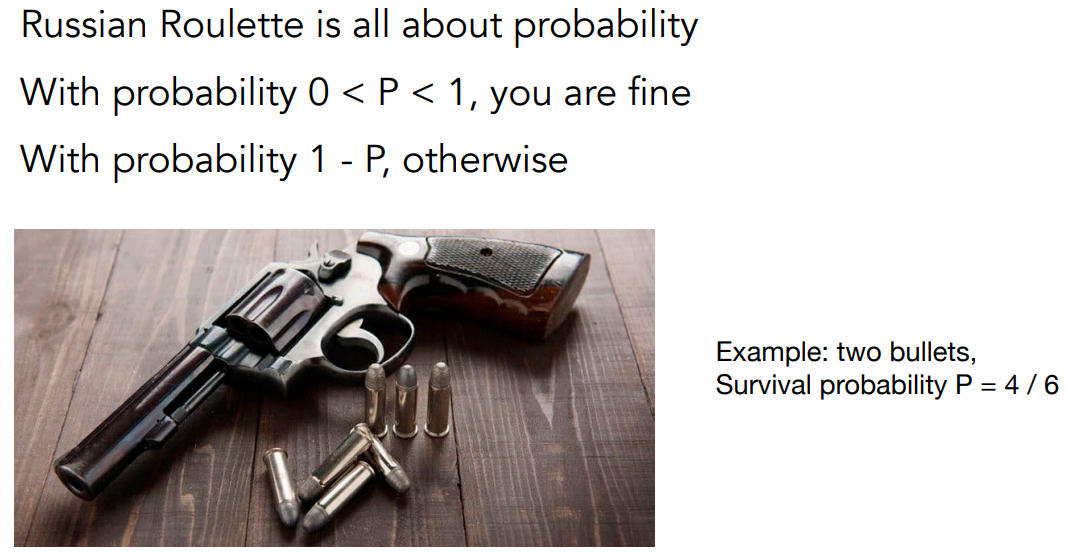 Russian Roulette is all about probability
With probability 0 < P < 1, you are fine
With probability 1 - P, otherwise
Example: two bullets,
Survival probability P = 4 / 6